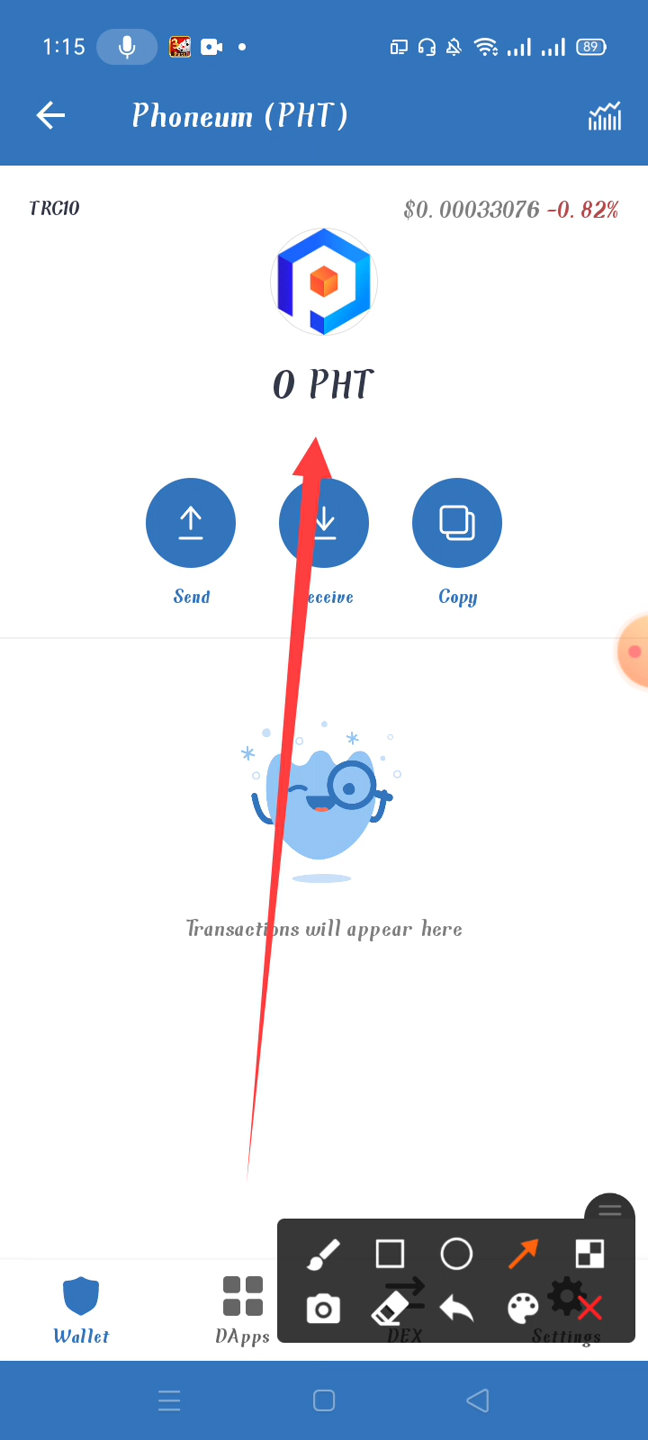 1:15
89
Phoneum (PHT)
TRC10
$0.00033076 -0.82%
0 PHT
Send
eceive
Copy
Transactions will appear here
Wallet
DApps
DEX
Settings